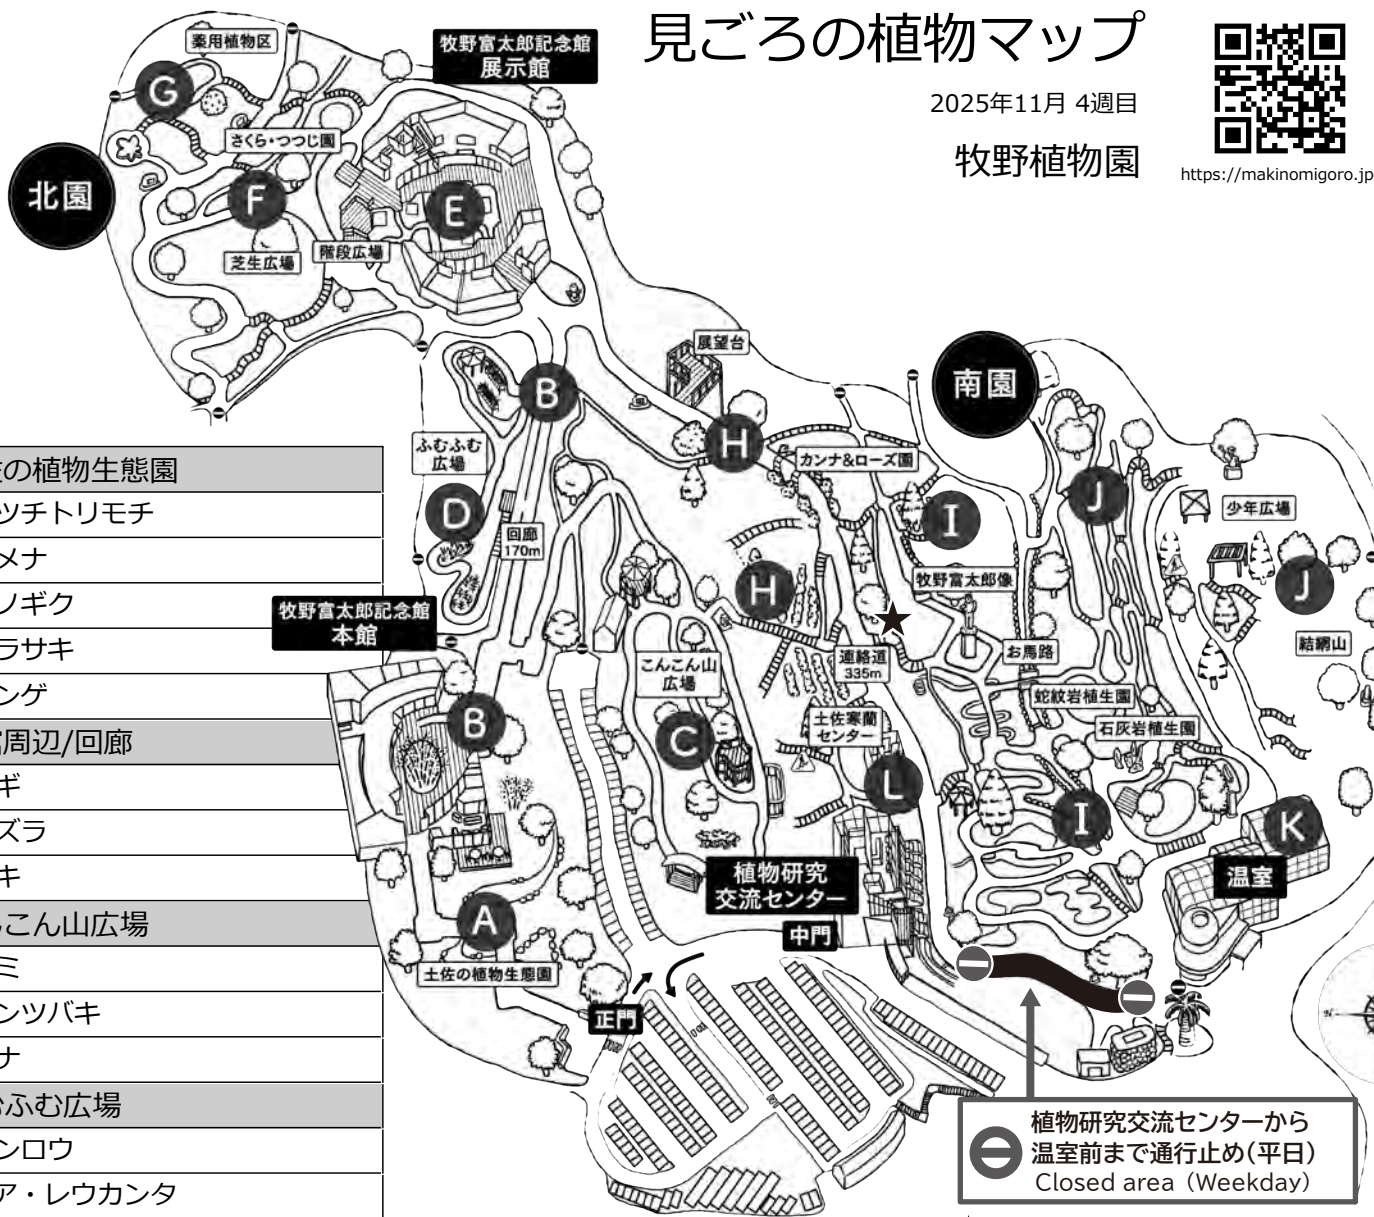 見ごろの植物マップ
2025年11月 4週目
牧野植物園
https://makinomigoro.jp
薬用植物区
牧野富太郎記念館
展示館
G
さくら・つつじ園
北園
F
E
芝生広場
階段広場
展望台
南園
B
H
ふむふむ
広場
カンナ&ローズ園
J
D
I
少年広場
回廊
170m
牧野富太郎像
H
J
牧野富太郎記念館
本館
★
お馬路
結網山
こんこん山
広場
連絡道
335m
蛇紋岩植生園
B
C
土佐寒蘭
センター
石灰岩植生園
L
I
K
植物研究
交流センター
温室
A
中門
土佐の植物生態園
正門
植物研究交流センターから
温室前まで通行止め(平日)
Closed area (Weekday)
の植物生態園
ツチトリモチ
メナ
ノギク
ラサキ
ンゲ
周辺/回廊
ギ
ズラ
キ
こん山広場
ミ
ンツバキ
ナ
ふむ広場
ンロウ
ア・レウカンタ